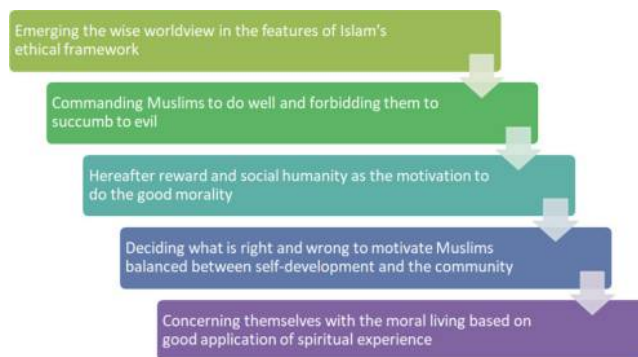 Emerging the wise worldview in the features of Islam's
ethical framework
Commanding Muslims to do well and forbidding them to
succumb to evil
Hereafter reward and social humanity as the motivation to
do the good morality
Deciding what is right and wrong to motivate Muslims
balanced between self-development and the community
Concerning themselves with the moral living based on
good application of spiritual experience